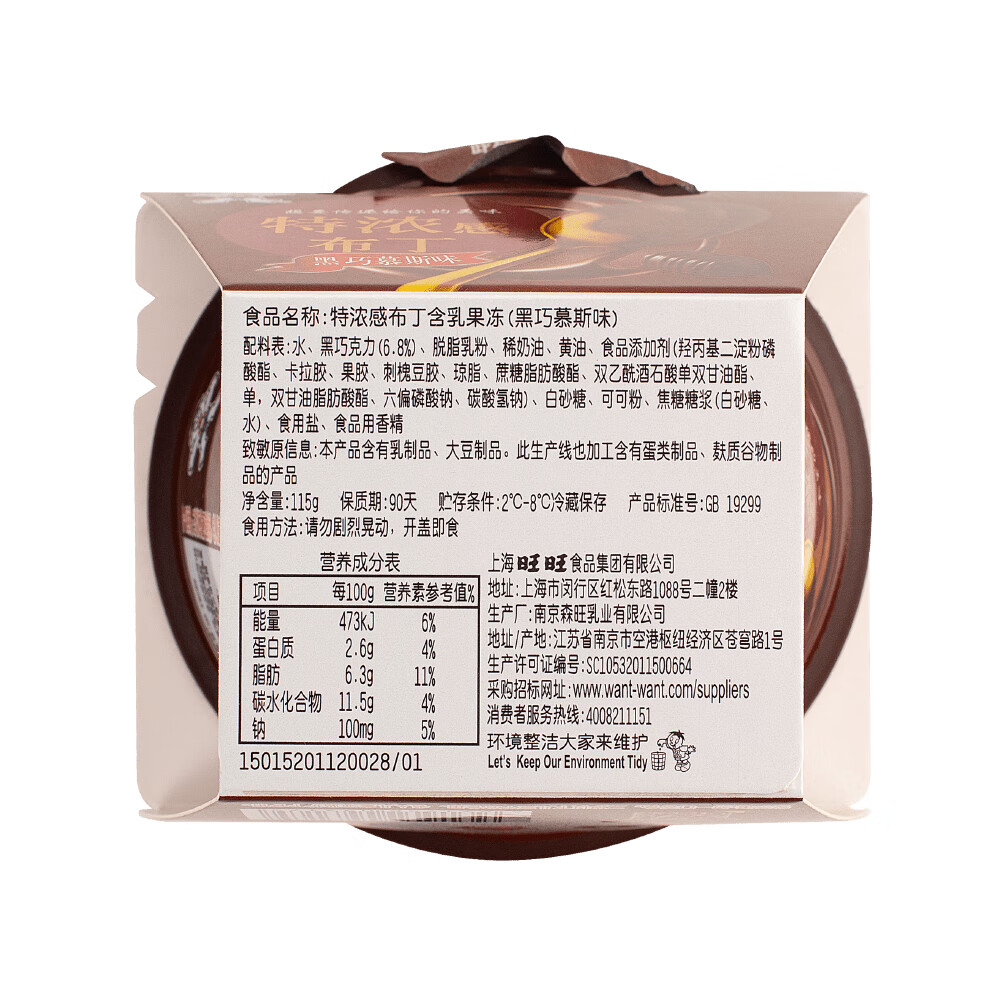 想要传递给你的美味
特浓感
布丁
黑巧慕斯味
食品名称:特浓感布丁含乳果冻(黑巧慕斯味)
配料表:水、黑巧克力(6.8%)、脱脂乳粉、稀奶油、黄油、食品添加剂(羟丙基二淀粉磷
酸酯、卡拉胶、果胶、刺槐豆胶、琼脂、蔗糖脂肪酸酯、双乙酰酒石酸单双甘油酯、
单，双甘油脂肪酸酯、六偏磷酸钠、碳酸氢钠)、白砂糖、可可粉、焦糖糖浆(白砂糖、
水)、食用盐、食品用香精
致敏原信息:本产品含有乳制品、大豆制品。此生产线也加工含有蛋类制品、麸质谷物制
品的产品
净含量:115g 保质期:90天 贮存条件:2℃-8℃冷藏保存 产品标准号:GB 19299
食用方法:请勿剧烈晃动，开盖即食
营养成分表
项目 每100g 营养素参考值%
能量 473kJ 6%
蛋白质 2.6g 4%
脂肪 6.3g 11%
碳水化合物 11.5g 4%
钠 100mg 5%
15015201120028/01
上海旺旺食品集团有限公司
地址:上海市闵行区红松东路1088号二幢2楼
生产厂:南京森旺乳业有限公司
地址/产地:江苏省南京市空港枢纽经济区苍穹路1号
生产许可证编号:SC10532011500664
采购招标网址:www.want-want.com/suppliers
消费者服务热线:4008211151
环境整洁大家来维护
Let's Keep Our Environment Tidy